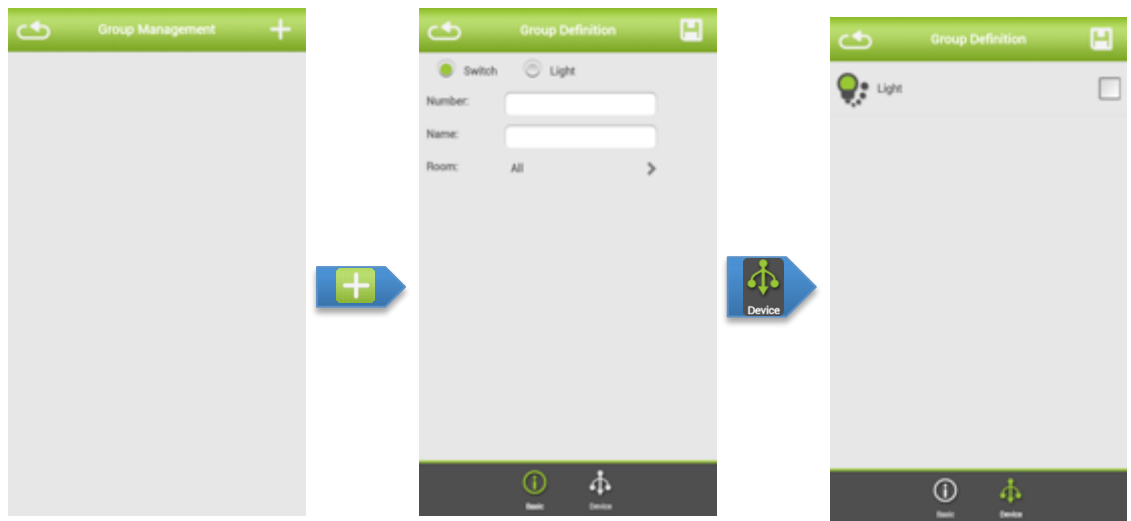 Group Management
Group Definition
Switch
Light
Number:
Name:
Room:
All
Basic
Device
Device
Group Definition
Light
Basic
Device